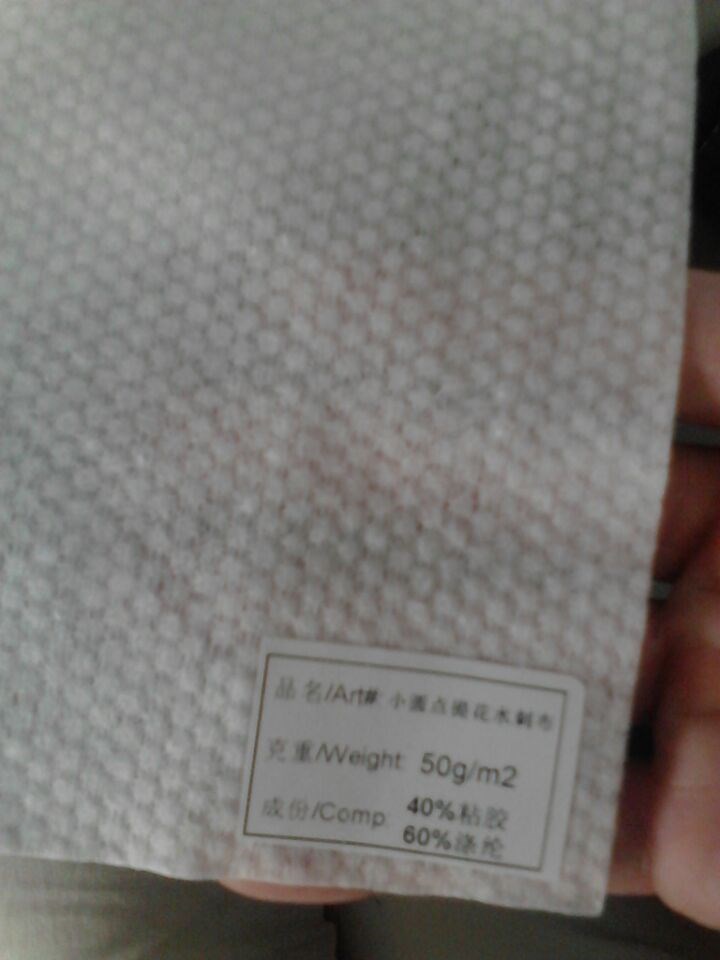 品名/Art#: 小圆点提花水刺布
克重/Weight: 50g/m2
成份/Comp: 40%粘胶
60%涤纶